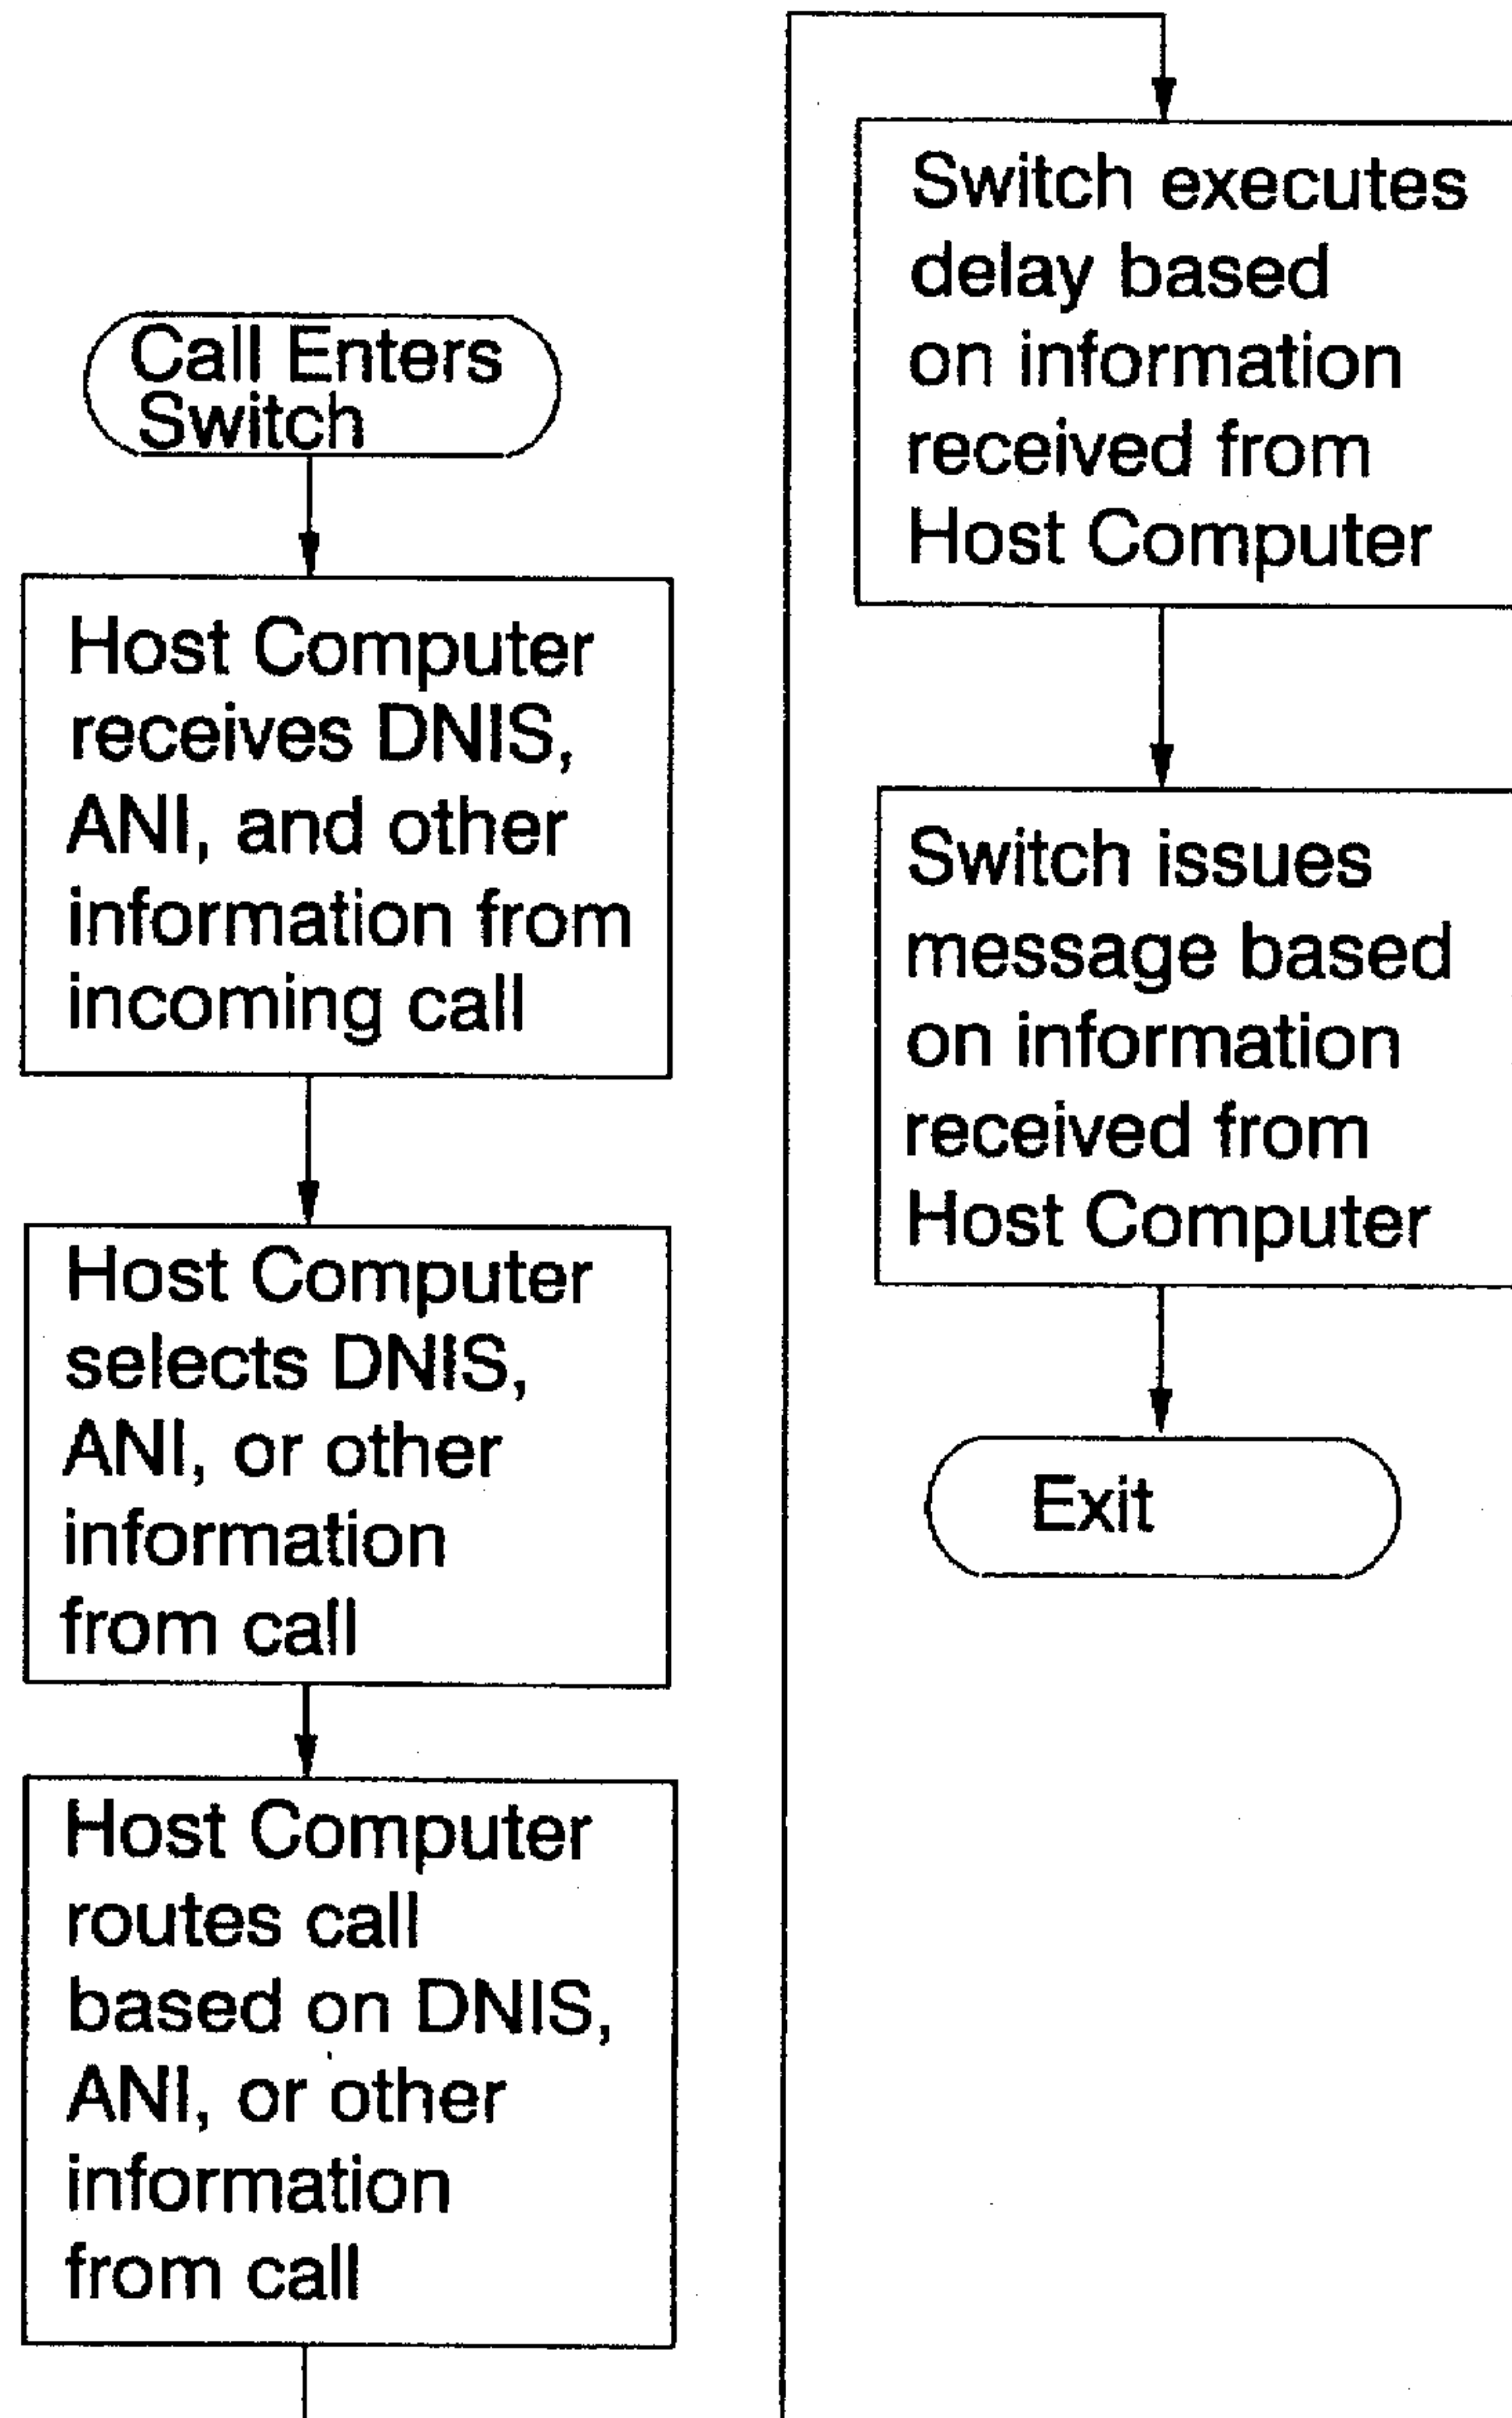 Call Enters
Switch
Host Computer
receives DNIS,
ANI, and other
information from
incoming call
Host Computer
selects DNIS,
ANI, or other
information
from call
Host Computer
routes call
based on DNIS,
ANI, or other
information
from call
Switch executes
delay based
on information
received from
Host Computer
Switch issues
message based
on information
received from
Host Computer
Exit